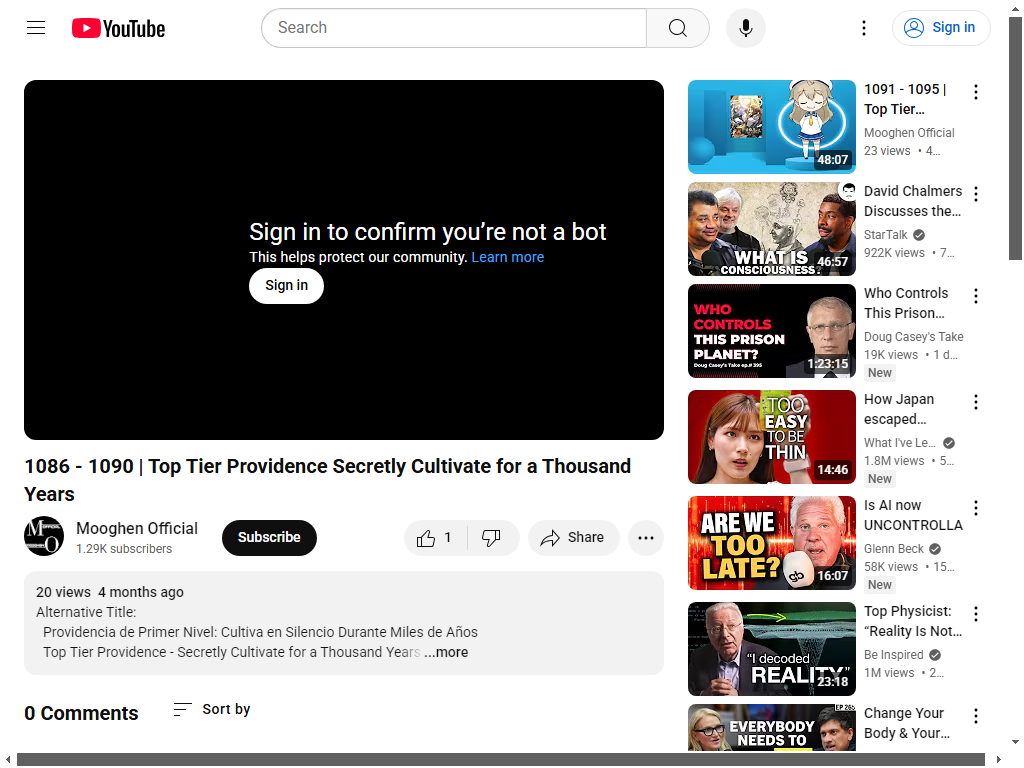 YouTube
Search
Sign in
Sign in to confirm you’re not a bot
This helps protect our community. Learn more
Sign in
1086 - 1090 | Top Tier Providence Secretly Cultivate for a Thousand
Years
Mooghen Official
1.29K subscribers
Subscribe
1
Share
20 views 4 months ago
Alternative Title:
Providencia de Primer Nivel: Cultiva en Silencio Durante Miles de Años
Top Tier Providence - Secretly Cultivate for a Thousand Years ...more
0 Comments
Sort by
48:07
1091 - 1095 |
Top Tier…
Mooghen Official
23 views • 4…
WHAT IS
CONSCIOUSNESS?
46:57
David Chalmers
Discusses the…
StarTalk
922K views • 7…
WHO
CONTROLS
THIS PRISON
PLANET?
Doug Casey's Take ep.# 395
1:23:15
Who Controls
This Prison…
Doug Casey's Take
19K views • 1 d…
New
TOO
EASY
TO BE
THIN
14:46
How Japan
escaped…
What I've Le…
1.8M views • 5…
New
ARE WE
TOO
LATE?
gb
16:07
Is AI now
UNCONTROLLA
Glenn Beck
58K views • 15…
New
“I decoded
REALITY”
23:18
Top Physicist:
“Reality Is Not…
Be Inspired
1M views • 2…
EP 265
EVERYBODY
NEEDS TO
Change Your
Body & Your…